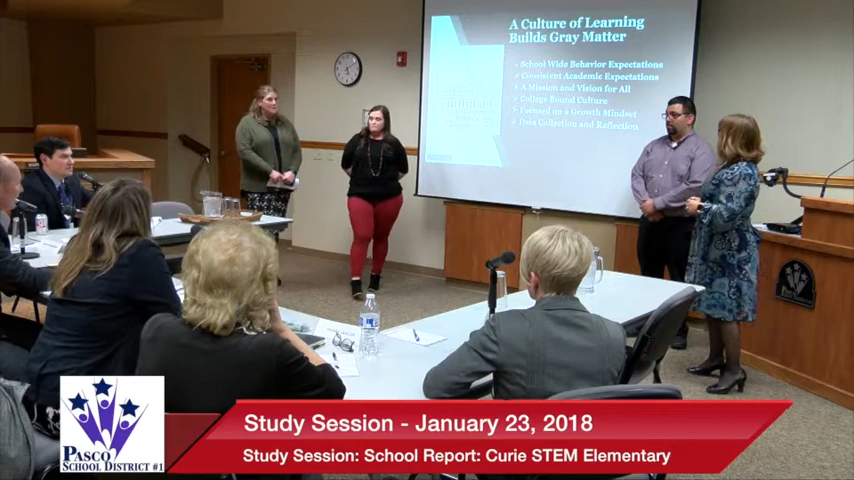 A Culture of Learning
Builds Gray Matter
School Wide Behavior Expectations
Consistent Academic Expectations
A Mission and Vision for All
College Bound Culture
Focused on a Growth Mindset
Data Collection and Reflection
PASCO
SCHOOL DISTRICT #1
Study Session - January 23, 2018
Study Session: School Report: Curie STEM Elementary